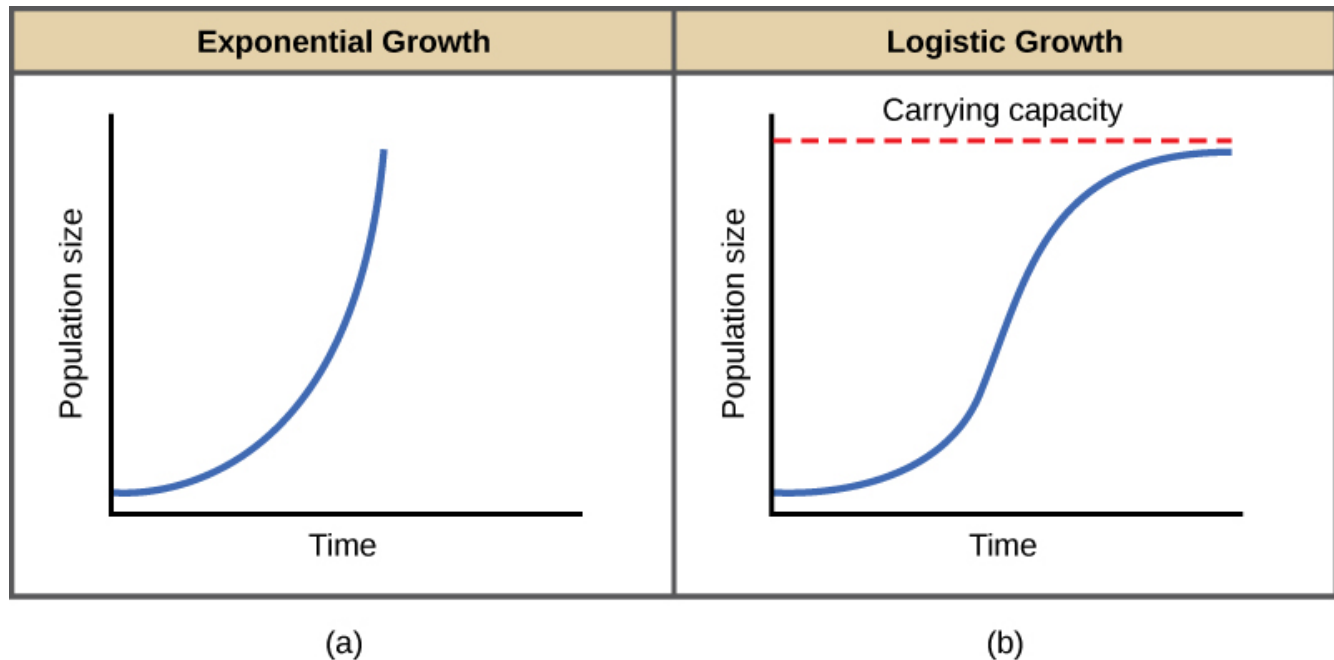 Exponential Growth
Population size
Time
(a)
Logistic Growth
Carrying capacity
Population size
Time
(b)